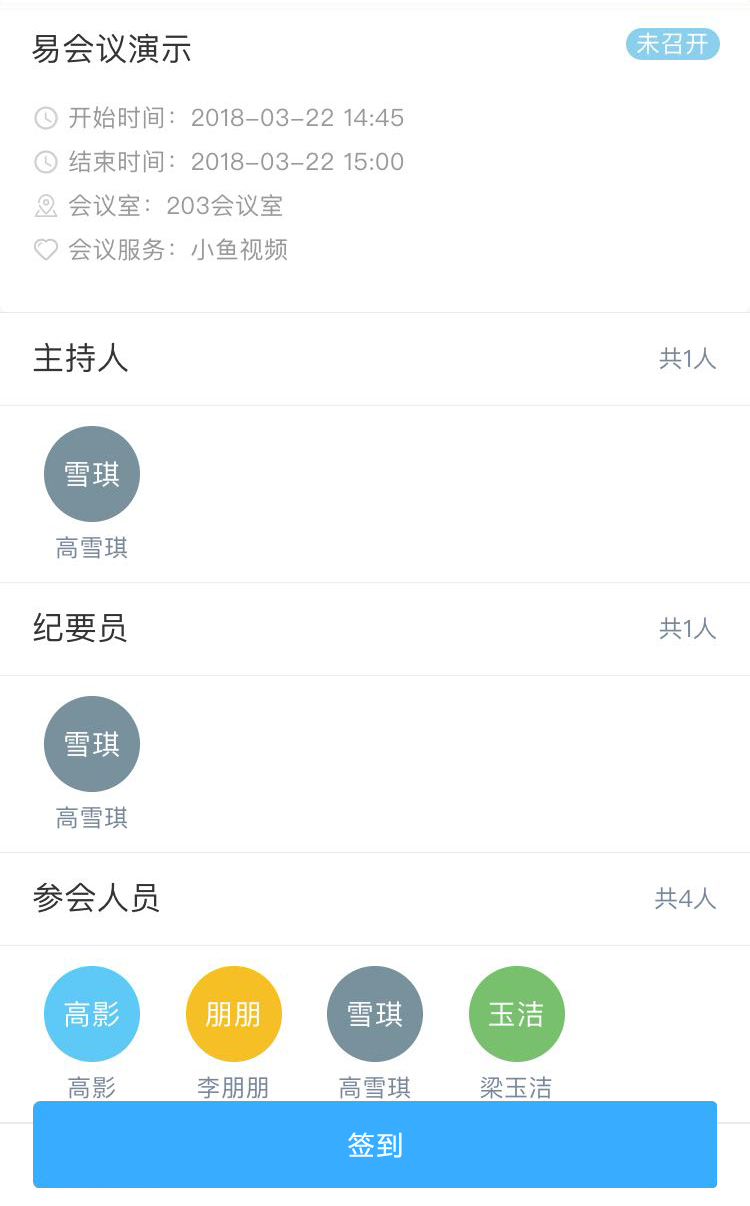 易会议演示 未召开
开始时间：2018-03-22 14:45
结束时间：2018-03-22 15:00
会议室：203会议室
会议服务：小鱼视频
主持人 共1人
雪琪
高雪琪
纪要员 共1人
雪琪
高雪琪
参会人员 共4人
高影 朋朋 雪琪 玉洁
高影 李朋朋 高雪琪 梁玉洁
签到